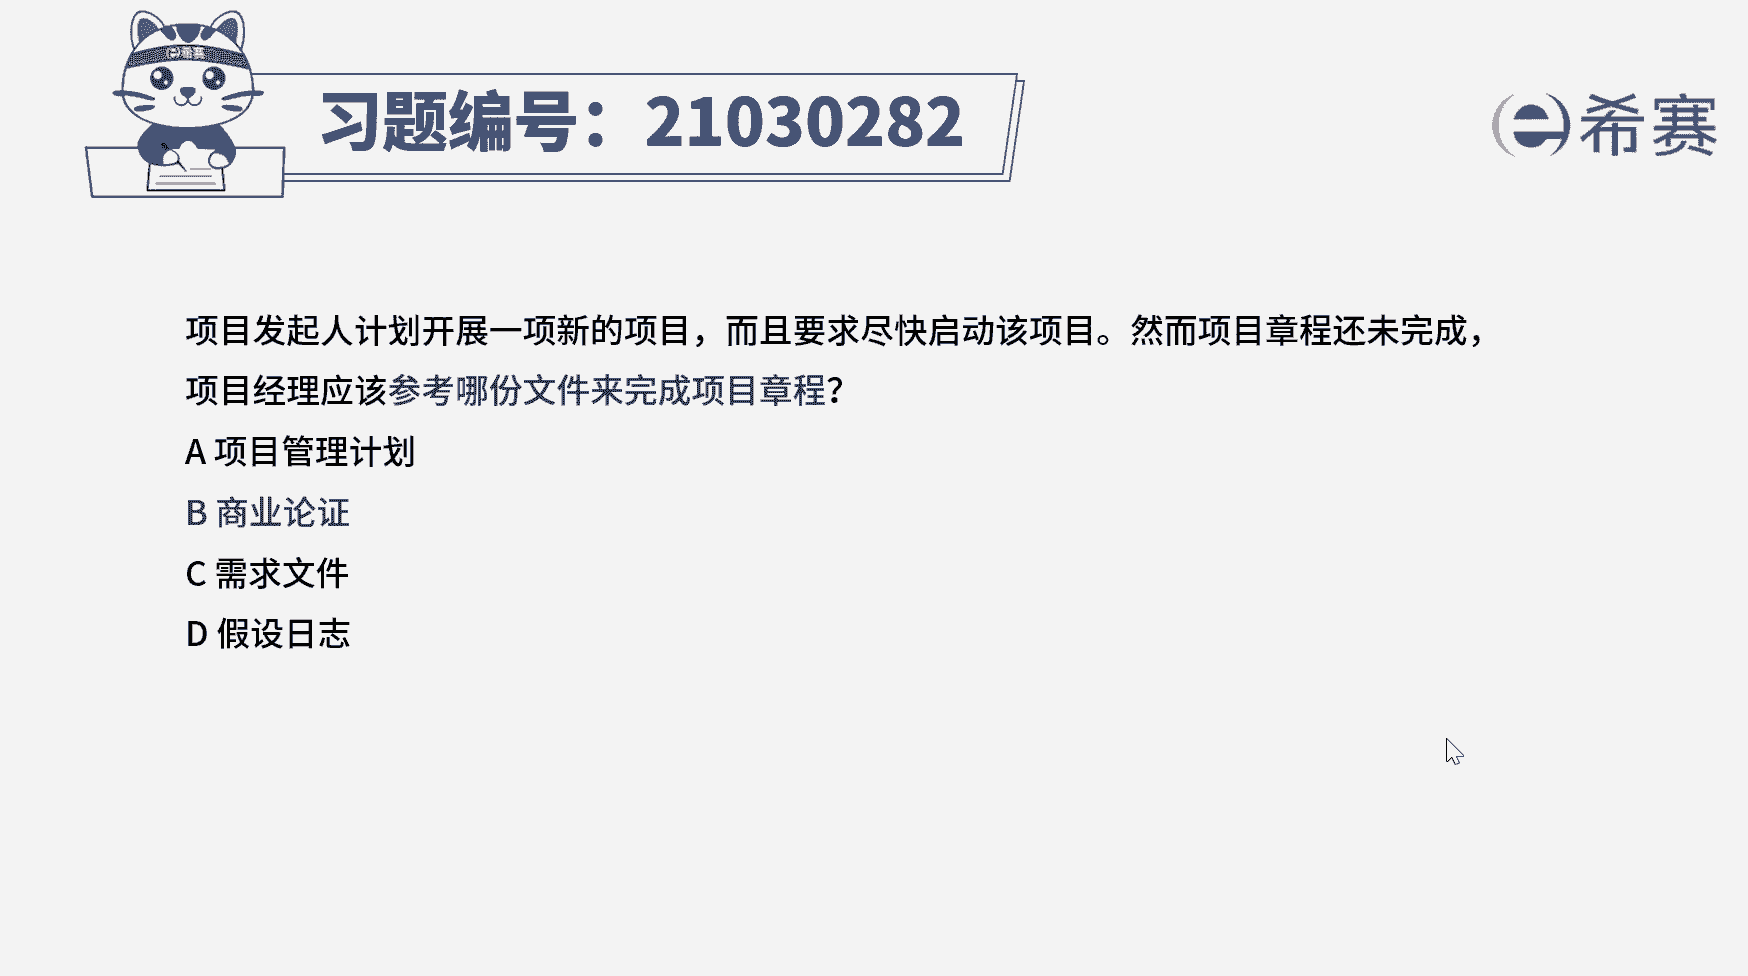 希赛
习题编号：21030282
希赛
项目发起人计划开展一项新的项目，而且要求尽快启动该项目。然而项目章程还未完成，
项目经理应该参考哪份文件来完成项目章程？
A 项目管理计划
B 商业论证
C 需求文件
D 假设日志